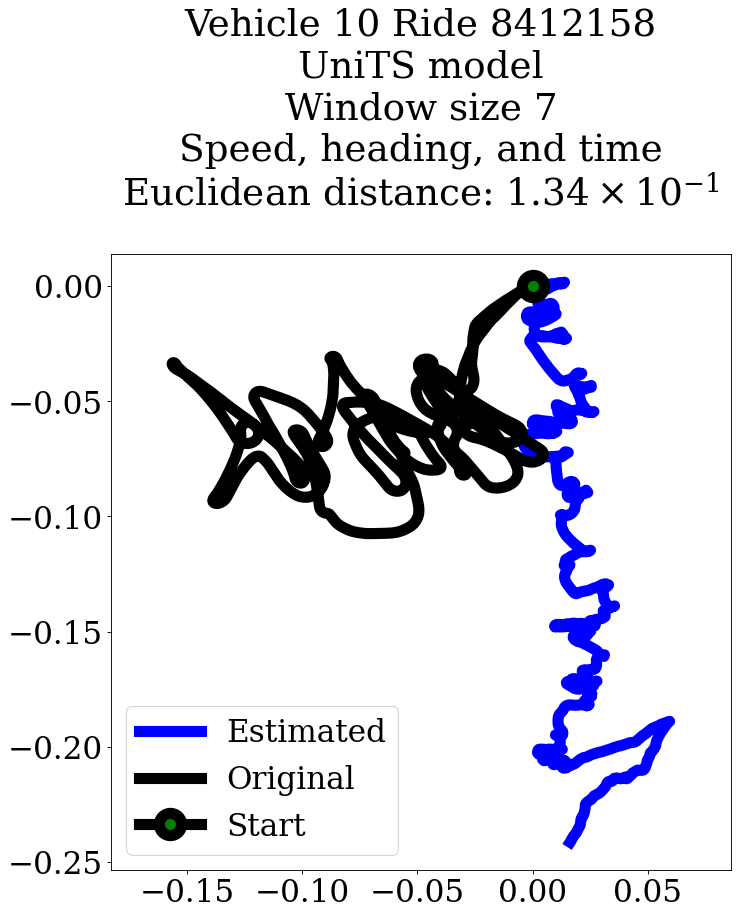 Vehicle 10 Ride 8412158
UniTS model
Window size 7
Speed, heading, and time
Euclidean distance: 1.34 × 10⁻¹
0.00
−0.05
−0.10
−0.15
−0.20
−0.25
Estimated
Original
Start
−0.15 −0.10 −0.05 0.00 0.05